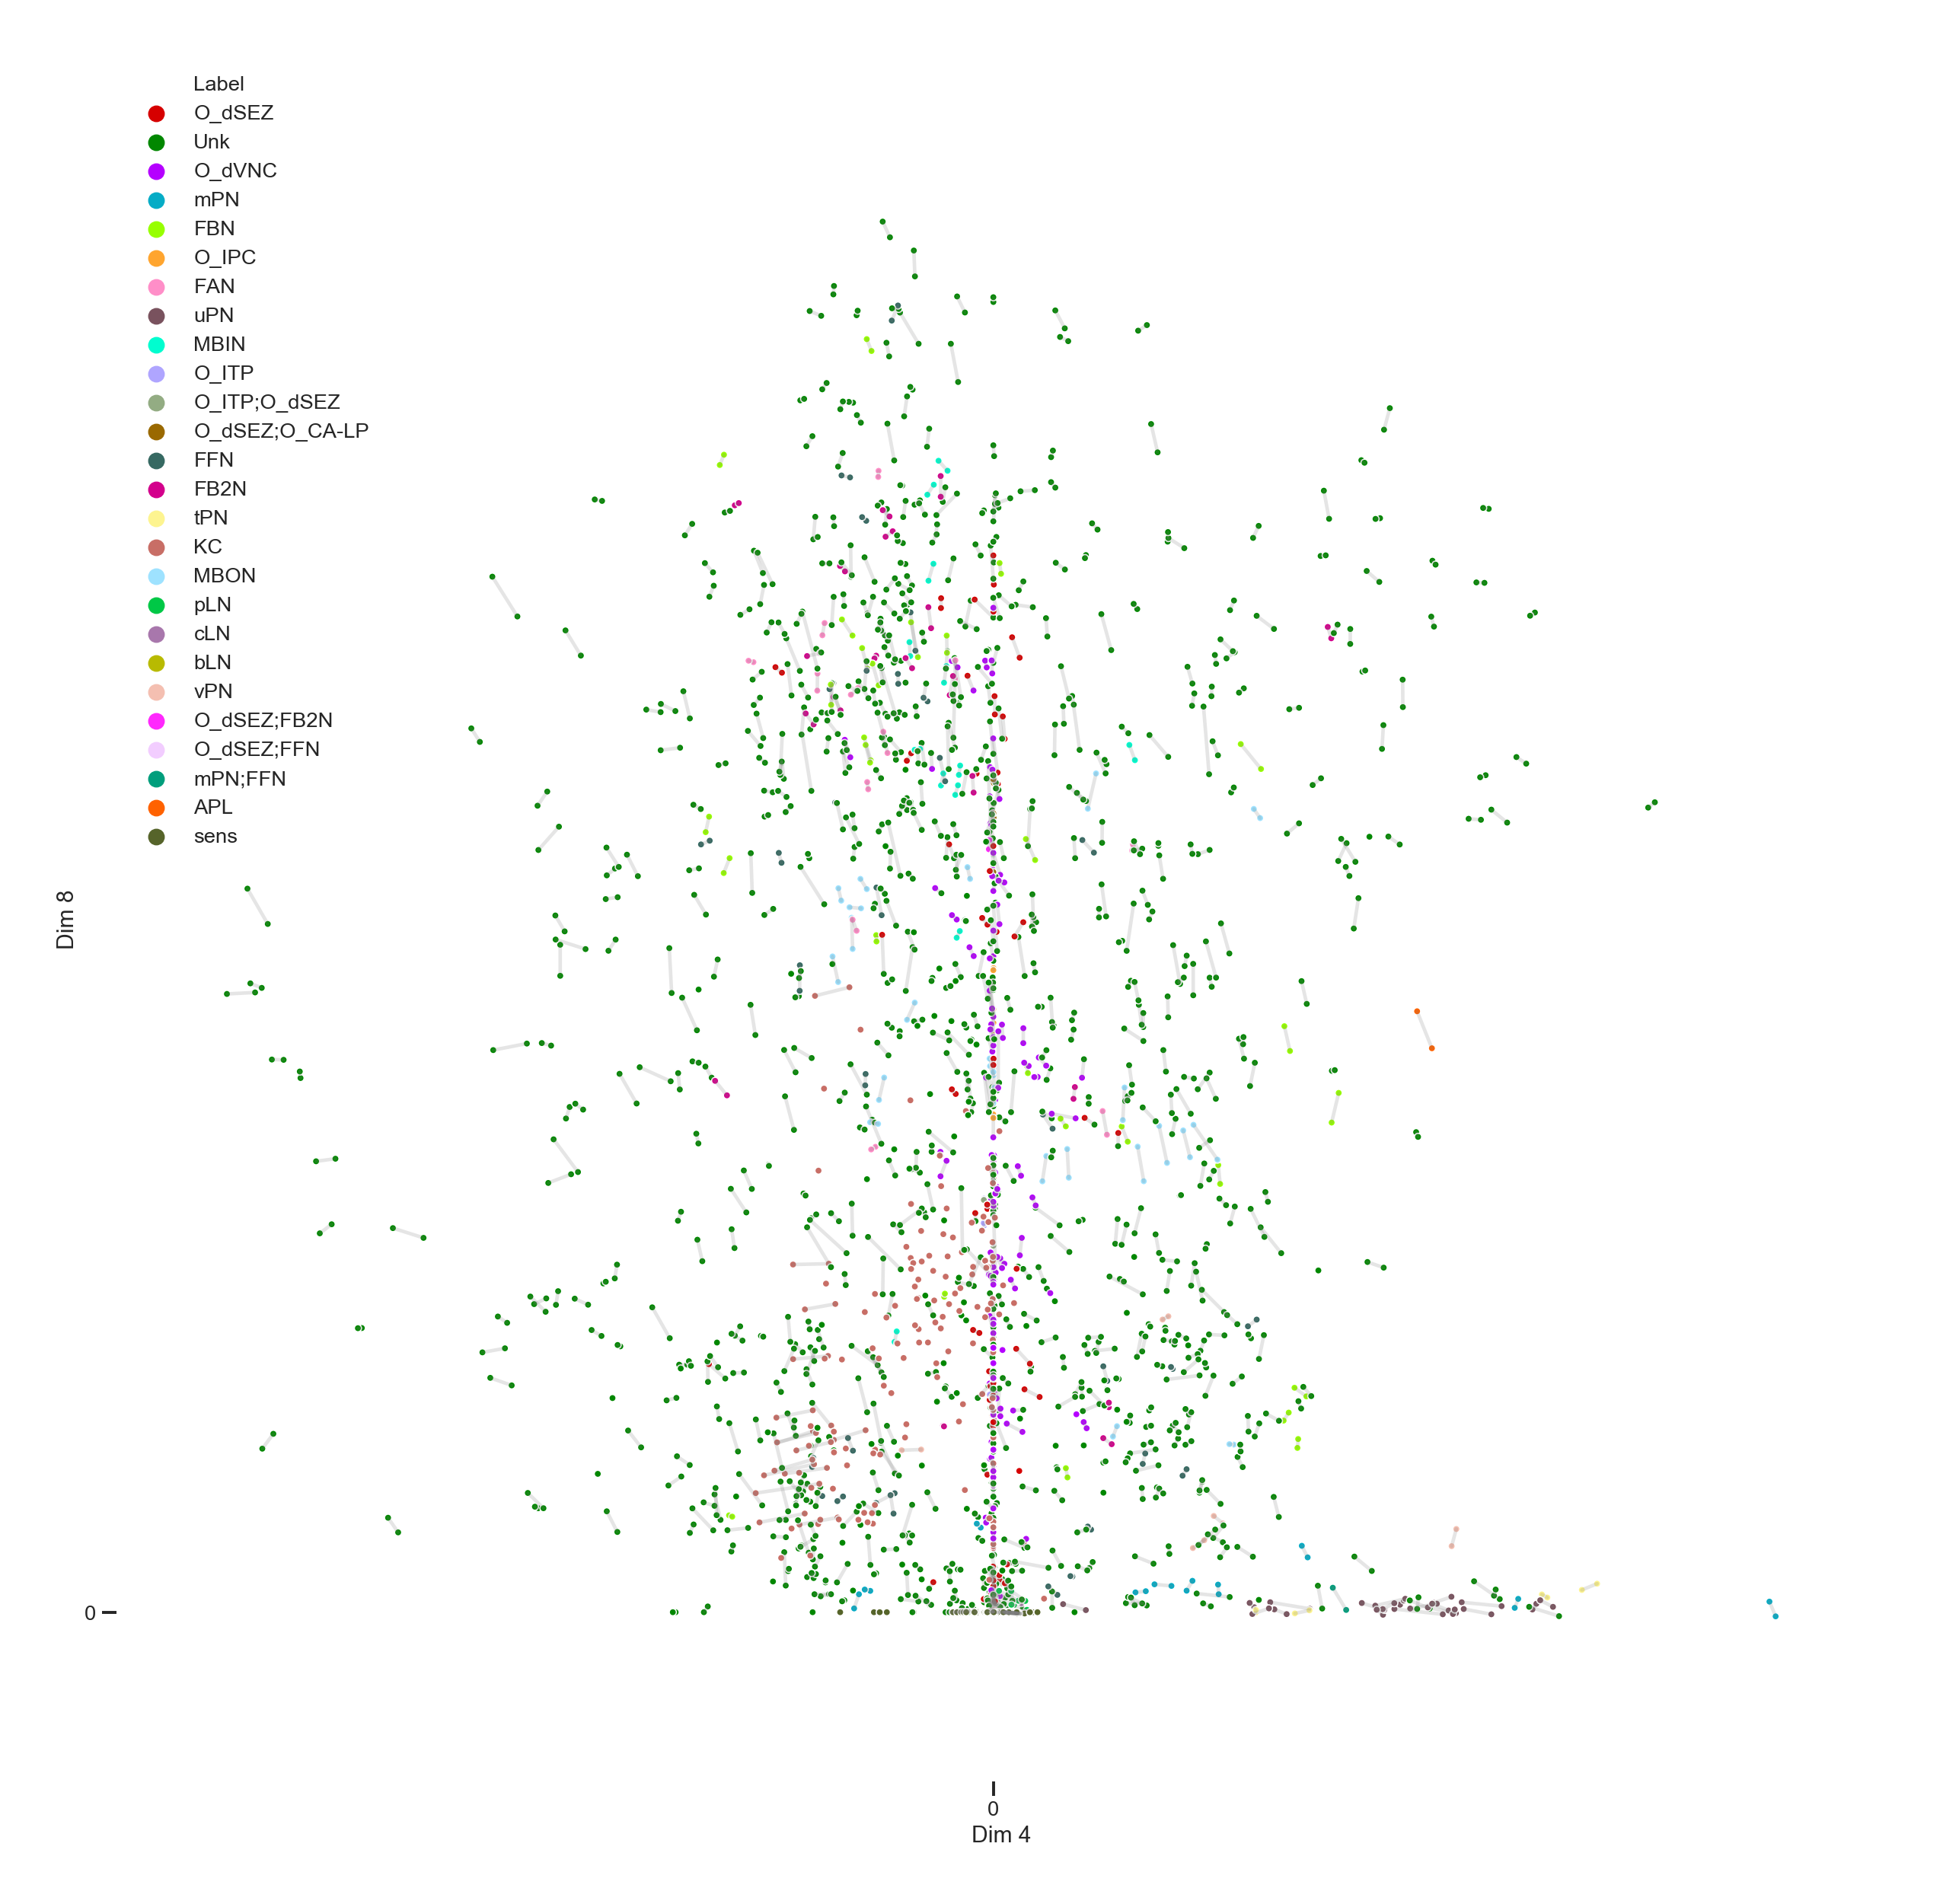 Label
O_dSEZ
Unk
O_dVNC
mPN
FBN
O_IPC
FAN
uPN
MBIN
O_ITP
O_ITP;O_dSEZ
O_dSEZ;O_CA-LP
FFN
FB2N
tPN
KC
MBON
pLN
cLN
bLN
vPN
O_dSEZ;FB2N
O_dSEZ;FFN
mPN;FFN
APL
sens
Dim 8
0
0
Dim 4